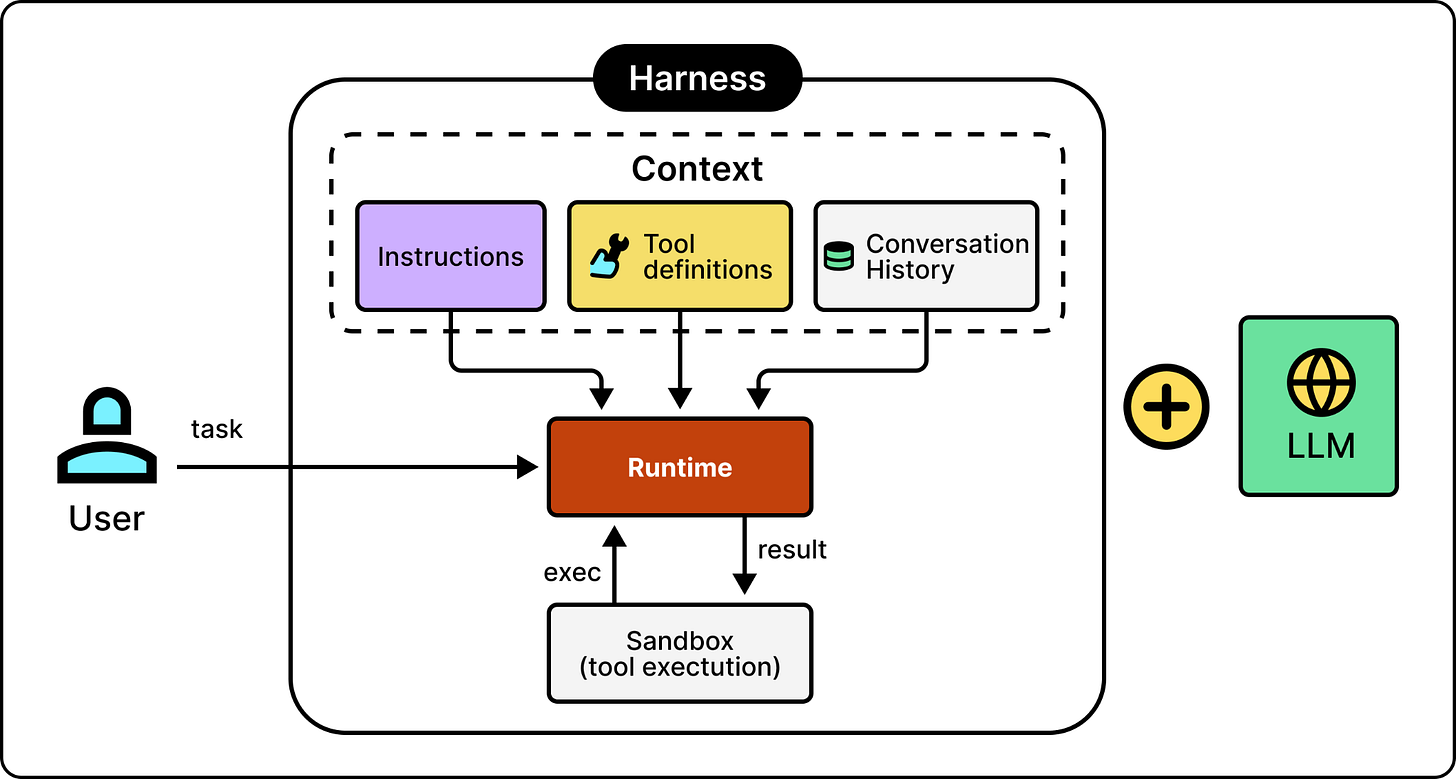 Harness
Context
Instructions
Tool
definitions
Conversation
History
task
User
Runtime
LLM
result
exec
Sandbox
(tool exectution)